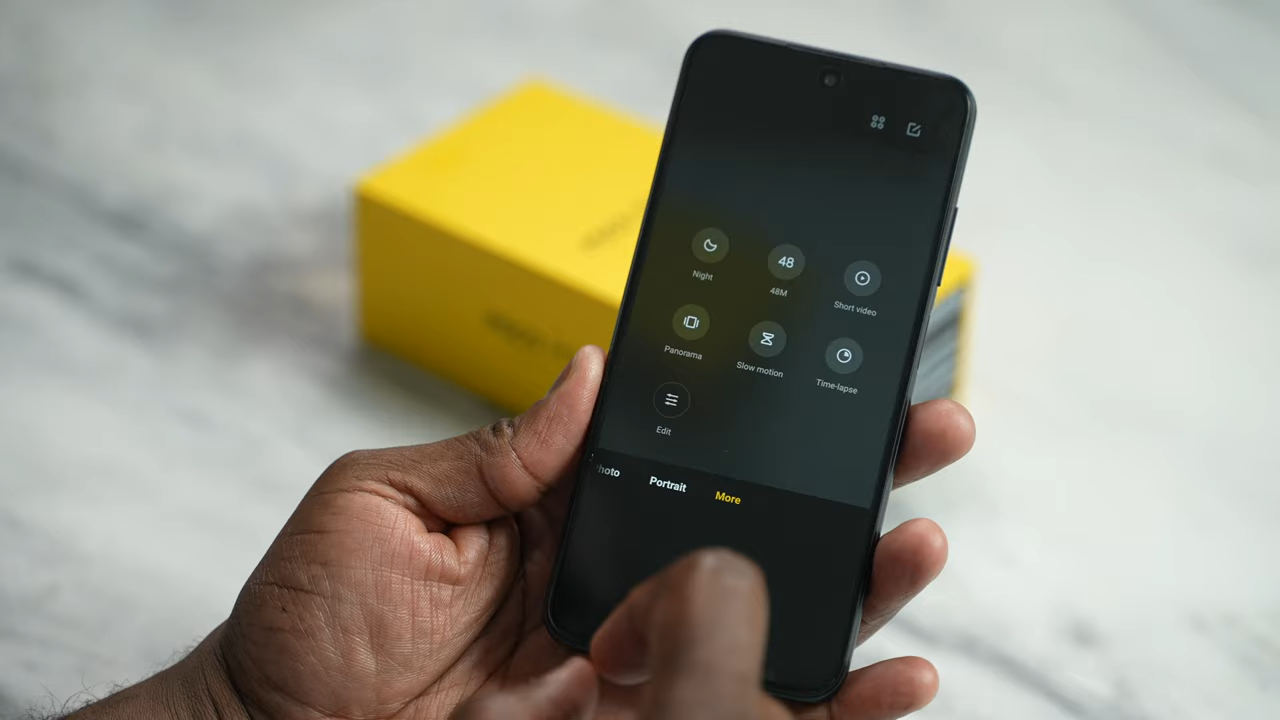 Night
48
48M
Short video
Panorama
Slow motion
Time-lapse
Edit
hoto
Portrait
More